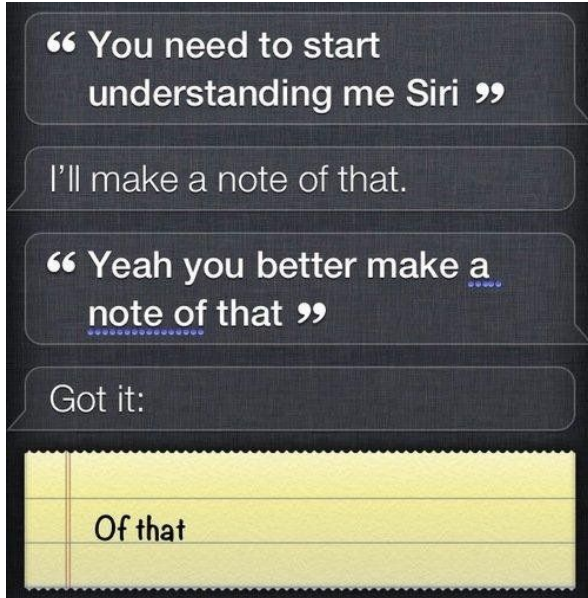 “ You need to start
understanding me Siri ”
I'll make a note of that.
“ Yeah you better make a
note of that ”
Got it:
Of that